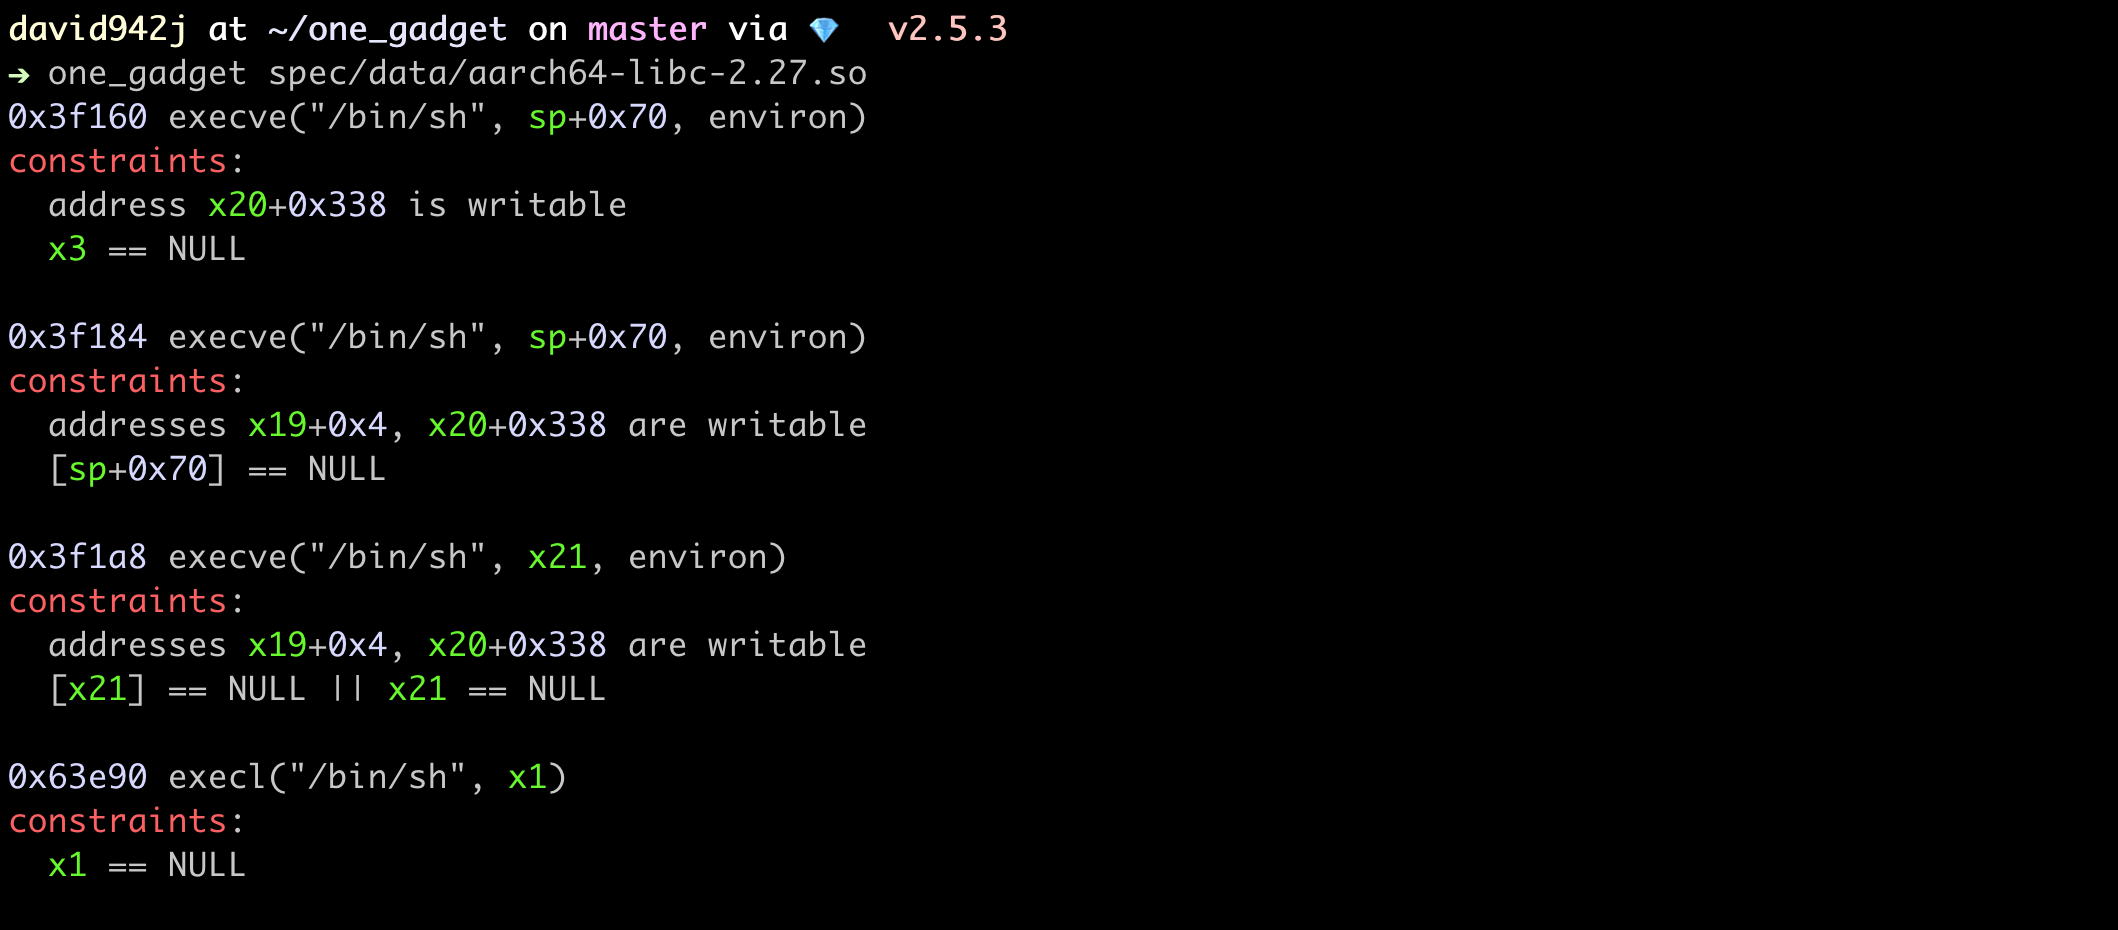 david942j at ~/one_gadget on master via 💎 v2.5.3
→ one_gadget spec/data/aarch64-libc-2.27.so
0x3f160 execve("/bin/sh", sp+0x70, environ)
constraints:
  address x20+0x338 is writable
  x3 == NULL

0x3f184 execve("/bin/sh", sp+0x70, environ)
constraints:
  addresses x19+0x4, x20+0x338 are writable
  [sp+0x70] == NULL

0x3f1a8 execve("/bin/sh", x21, environ)
constraints:
  addresses x19+0x4, x20+0x338 are writable
  [x21] == NULL || x21 == NULL

0x63e90 execl("/bin/sh", x1)
constraints:
  x1 == NULL